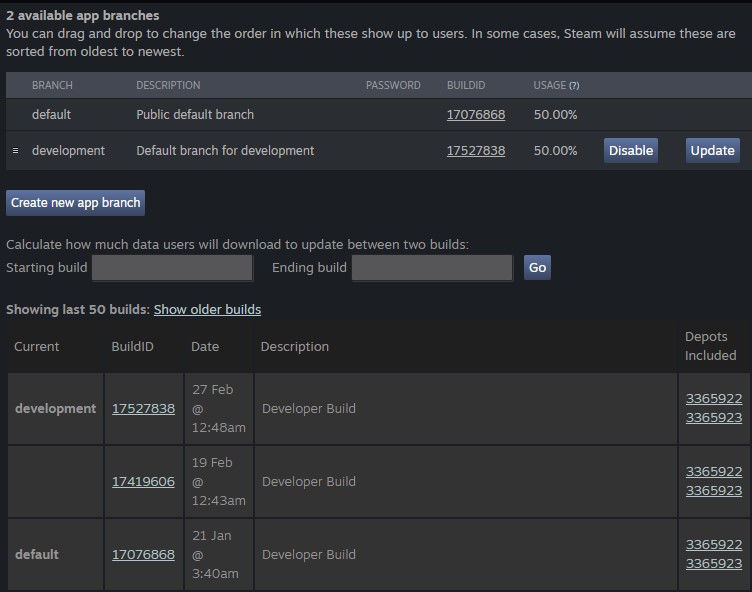 2 available app branches
You can drag and drop to change the order in which these show up to users. In some cases, Steam will assume these are
sorted from oldest to newest.
BRANCH DESCRIPTION PASSWORD BUILDID USAGE (?)
default Public default branch 17076868 50.00%
≡ development Default branch for development 17527838 50.00% Disable Update
Create new app branch
Calculate how much data users will download to update between two builds:
Starting build Ending build Go
Showing last 50 builds: Show older builds
Current BuildID Date Description Depots
Included
development 17527838 27 Feb
@
12:48am Developer Build 3365922
3365923
17419606 19 Feb
@
12:43am Developer Build 3365922
3365923
default 17076868 21 Jan
@
3:40am Developer Build 3365922
3365923